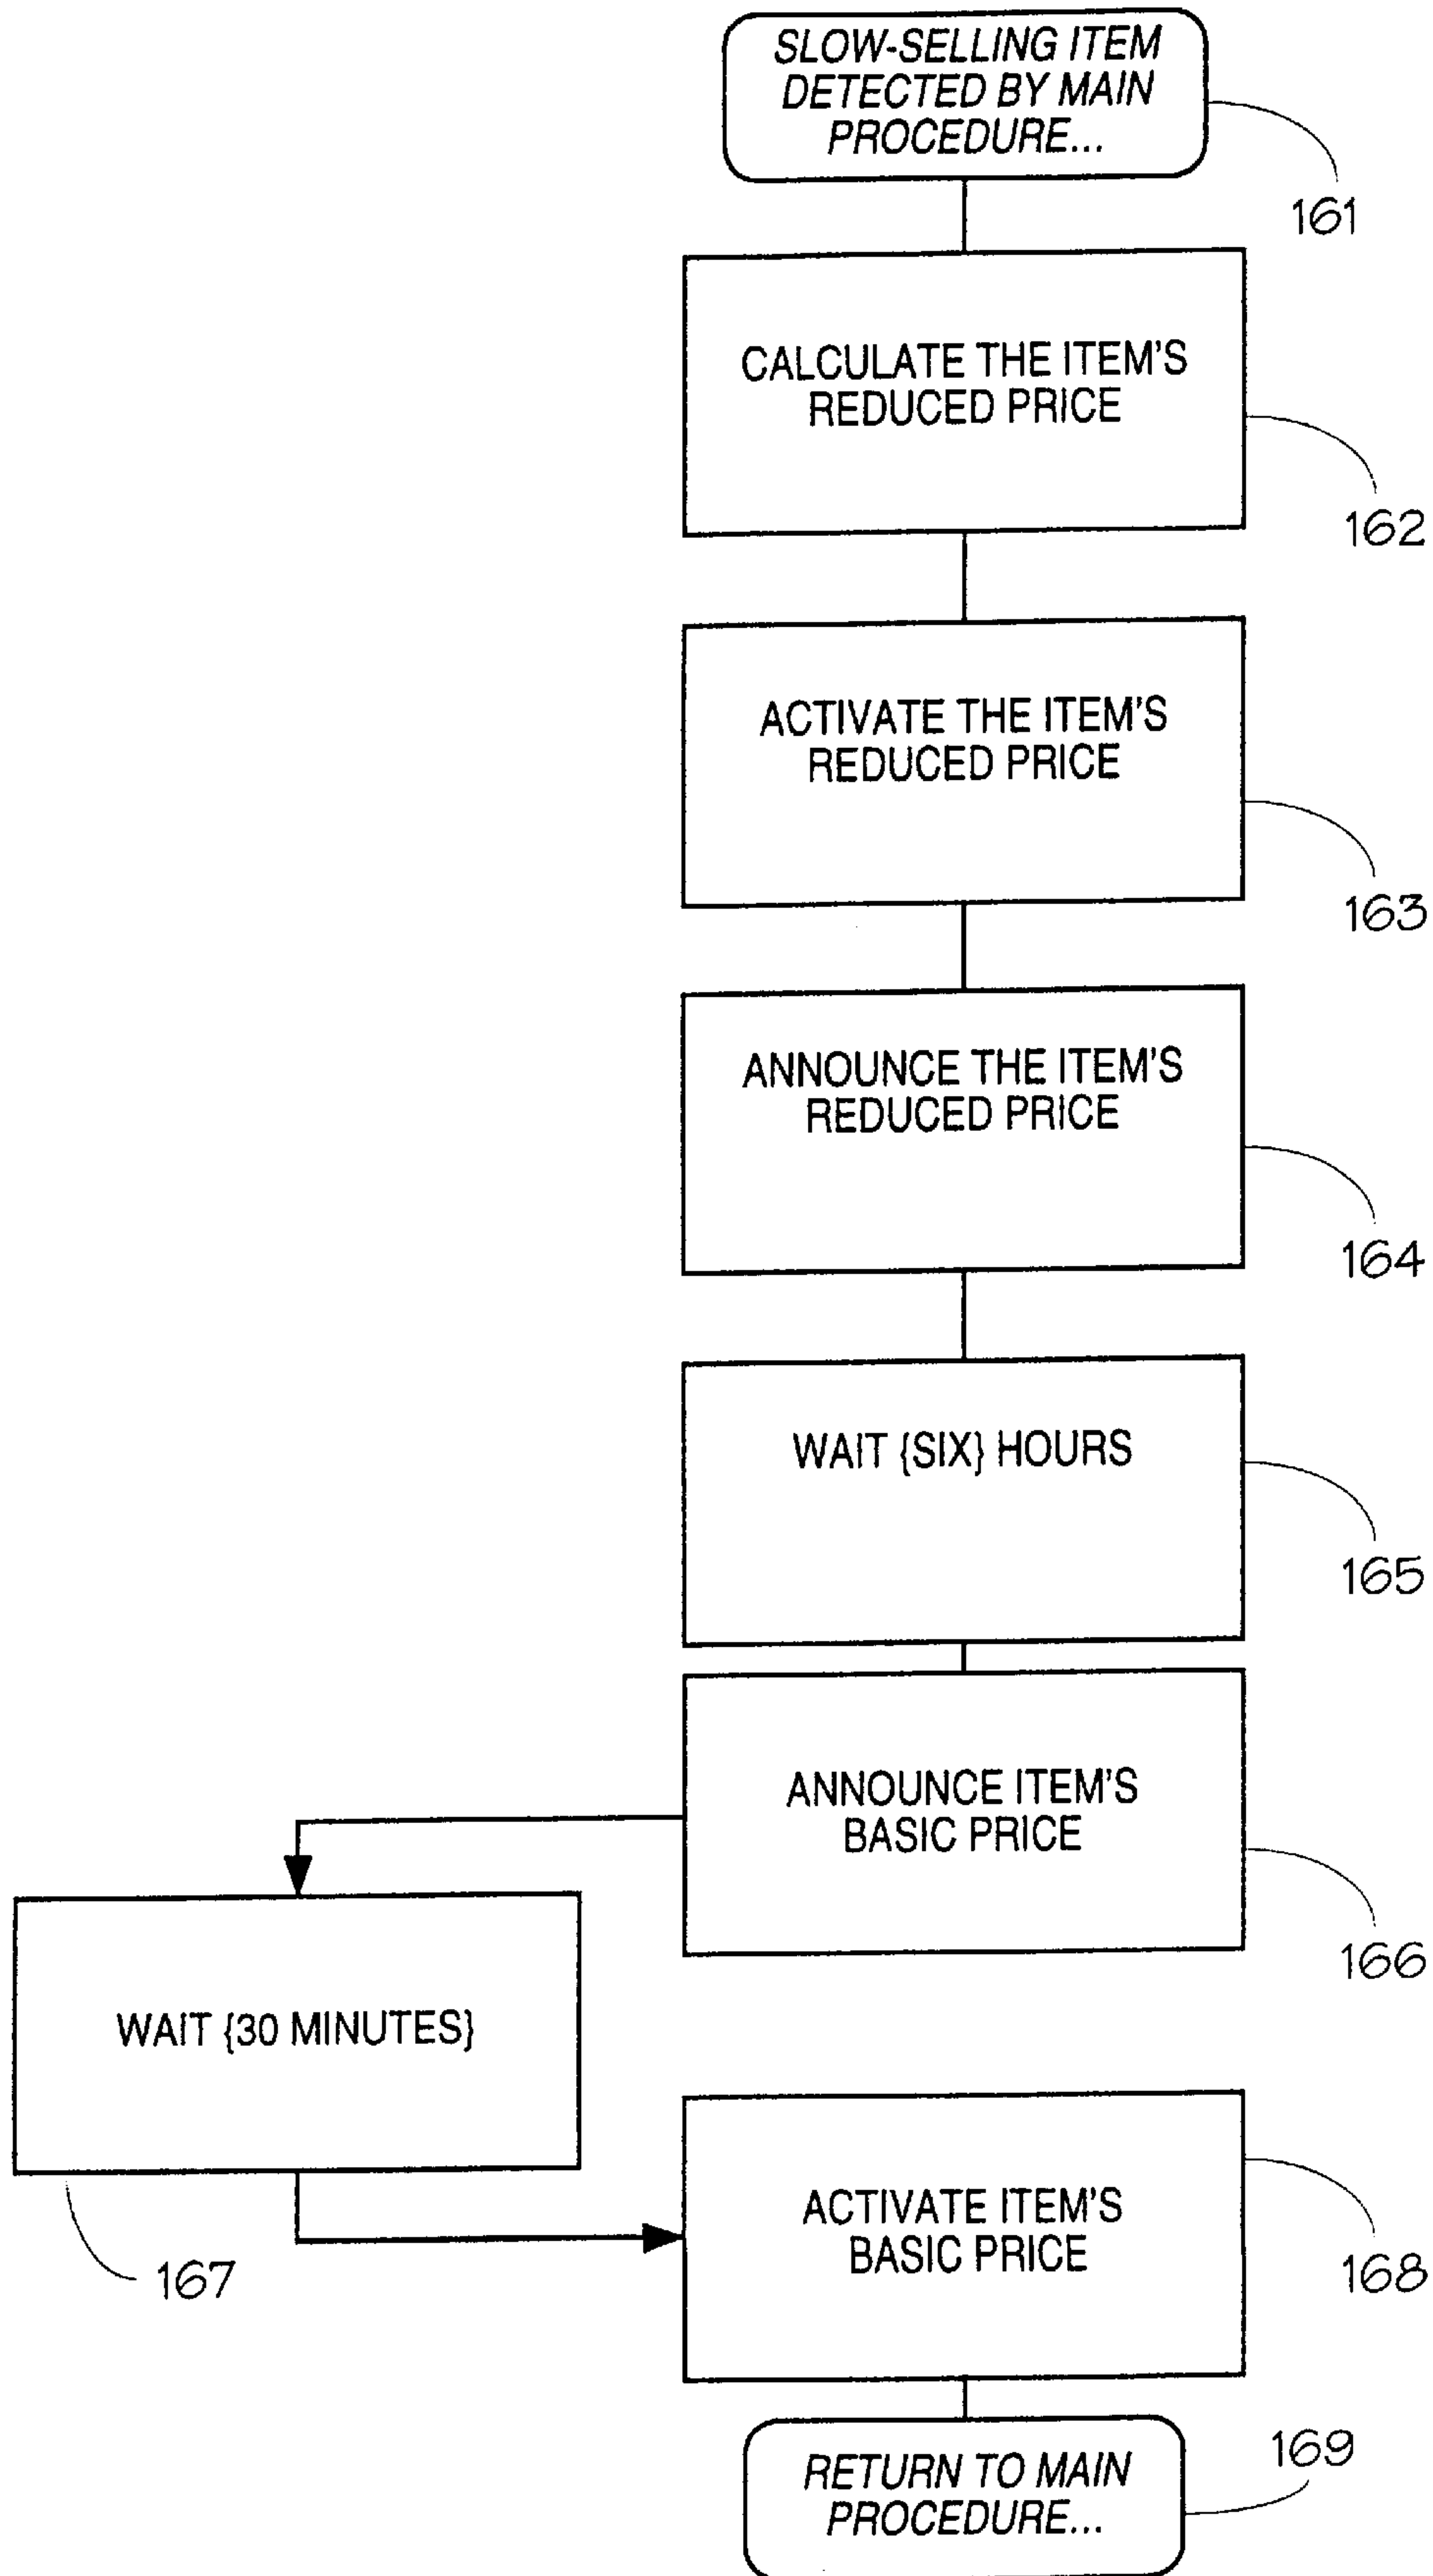 SLOW-SELLING ITEM
DETECTED BY MAIN
PROCEDURE...
161
CALCULATE THE ITEM'S
REDUCED PRICE
162
ACTIVATE THE ITEM'S
REDUCED PRICE
163
ANNOUNCE THE ITEM'S
REDUCED PRICE
164
WAIT {SIX} HOURS
165
ANNOUNCE ITEM'S
BASIC PRICE
166
WAIT {30 MINUTES}
167
ACTIVATE ITEM'S
BASIC PRICE
168
RETURN TO MAIN
PROCEDURE...
169